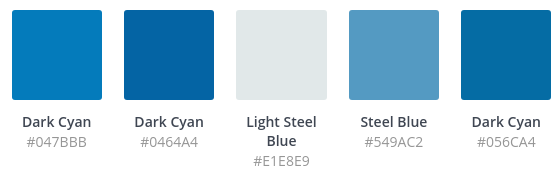 Dark Cyan
#047BBB
Dark Cyan
#0464A4
Light Steel
Blue
#E1E8E9
Steel Blue
#549AC2
Dark Cyan
#056CA4